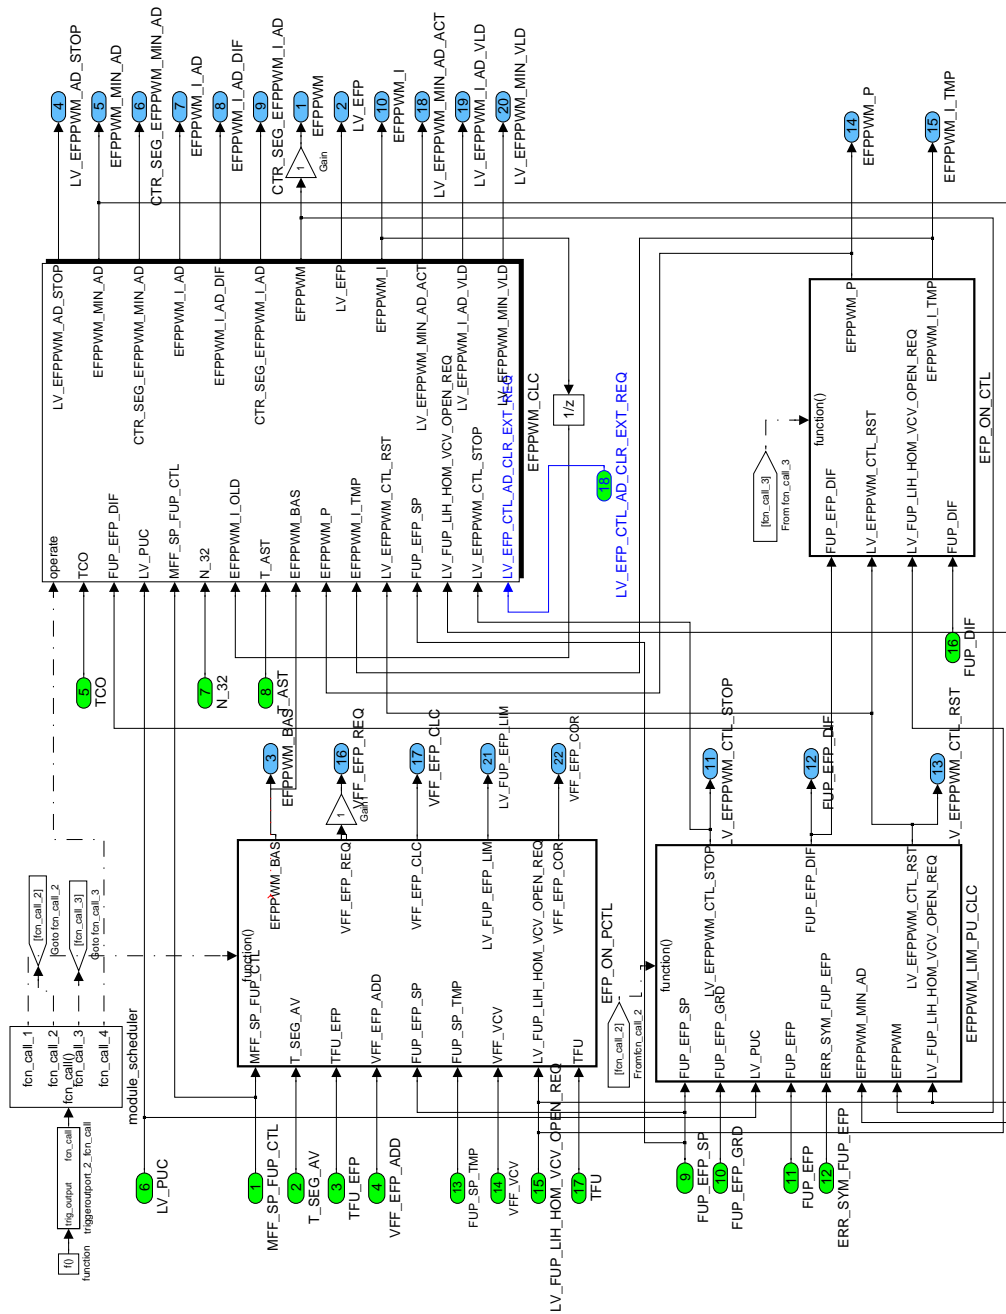 f()
function
trig_output
fcn_call
triggeroutport_2_fcn_call
fcn_call()
fcn_call_1
fcn_call_2
fcn_call_3
fcn_call_4
module_scheduler
[fcn_call_2]
Goto fcn_call_2
[fcn_call_3]
Goto fcn_call_3
6
LV_PUC
1
MFF_SP_FUP_CTL
2
T_SEG_AV
3
TFU_EFP
4
VFF_EFP_ADD
13
FUP_SP_TMP
14
VFF_VCV
15
LV_FUP_LIH_HOM_VCV_OPEN_REQ
17
TFU
function()
MFF_SP_FUP_CTL
T_SEG_AV
TFU_EFP
VFF_EFP_ADD
FUP_EFP_SP
FUP_SP_TMP
VFF_VCV
LV_FUP_LIH_HOM_VCV_OPEN_REQ
TFU
EFPPWM_BAS
VFF_EFP_REQ
VFF_EFP_CLC
LV_FUP_EFP_LIM
VFF_EFP_COR
EFP_ON_PCTL
3
EFPPWM_BAS
1
Gain1
16
VFF_EFP_REQ
17
VFF_EFP_CLC
21
LV_FUP_EFP_LIM
22
VFF_EFP_COR
5
TCO
7
N_32
8
T_AST
operate
TCO
FUP_EFP_DIF
LV_PUC
MFF_SP_FUP_CTL
N_32
EFPPWM_I_OLD
T_AST
EFPPWM_BAS
EFPPWM_P
EFPPWM_I_TMP
LV_EFPPWM_CTL_RST
FUP_EFP_SP
LV_FUP_LIH_HOM_VCV_OPEN_REQ
LV_EFPPWM_CTL_STOP
LV_EFP_CTL_AD_CLR_EXT_REQ
LV_EFPPWM_AD_STOP
EFPPWM_MIN_AD
CTR_SEG_EFPPWM_MIN_AD
EFPPWM_I_AD
EFPPWM_I_AD_DIF
CTR_SEG_EFPPWM_I_AD
EFPPWM
LV_EFP
EFPPWM_I
LV_EFPPWM_MIN_AD_ACT
LV_EFPPWM_I_AD_VLD
LV_EFPPWM_MIN_VLD
EFPPWM_CLC
4
LV_EFPPWM_AD_STOP
5
EFPPWM_MIN_AD
6
CTR_SEG_EFPPWM_MIN_AD
7
EFPPWM_I_AD
8
EFPPWM_I_AD_DIF
9
CTR_SEG_EFPPWM_I_AD
1
Gain
1
EFPPWM
2
LV_EFP
10
EFPPWM_I
18
LV_EFPPWM_MIN_AD_ACT
19
LV_EFPPWM_I_AD_VLD
20
LV_EFPPWM_MIN_VLD
1/z
18
LV_EFP_CTL_AD_CLR_EXT_REQ
[fcn_call_2]
Fromfcn_call_2
9
FUP_EFP_SP
10
FUP_EFP_GRD
11
FUP_EFP
12
ERR_SYM_FUP_EFP
function()
FUP_EFP_SP
FUP_EFP_GRD
LV_PUC
FUP_EFP
ERR_SYM_FUP_EFP
EFPPWM_MIN_AD
EFPPWM
LV_FUP_LIH_HOM_VCV_OPEN_REQ
LV_EFPPWM_CTL_STOP
FUP_EFP_DIF
LV_EFPPWM_CTL_RST
EFPPWM_LIM_PU_CLC
11
V_EFPPWM_CTL_STOP
12
FUP_EFP_DIF
13
V_EFPPWM_CTL_RST
16
FUP_DIF
[fcn_call_3]
From fcn_call_3
function()
FUP_EFP_DIF
LV_EFPPWM_CTL_RST
LV_FUP_LIH_HOM_VCV_OPEN_REQ
FUP_DIF
EFPPWM_P
EFPPWM_I_TMP
EFP_ON_CTL
14
EFPPWM_P
15
EFPPWM_I_TMP